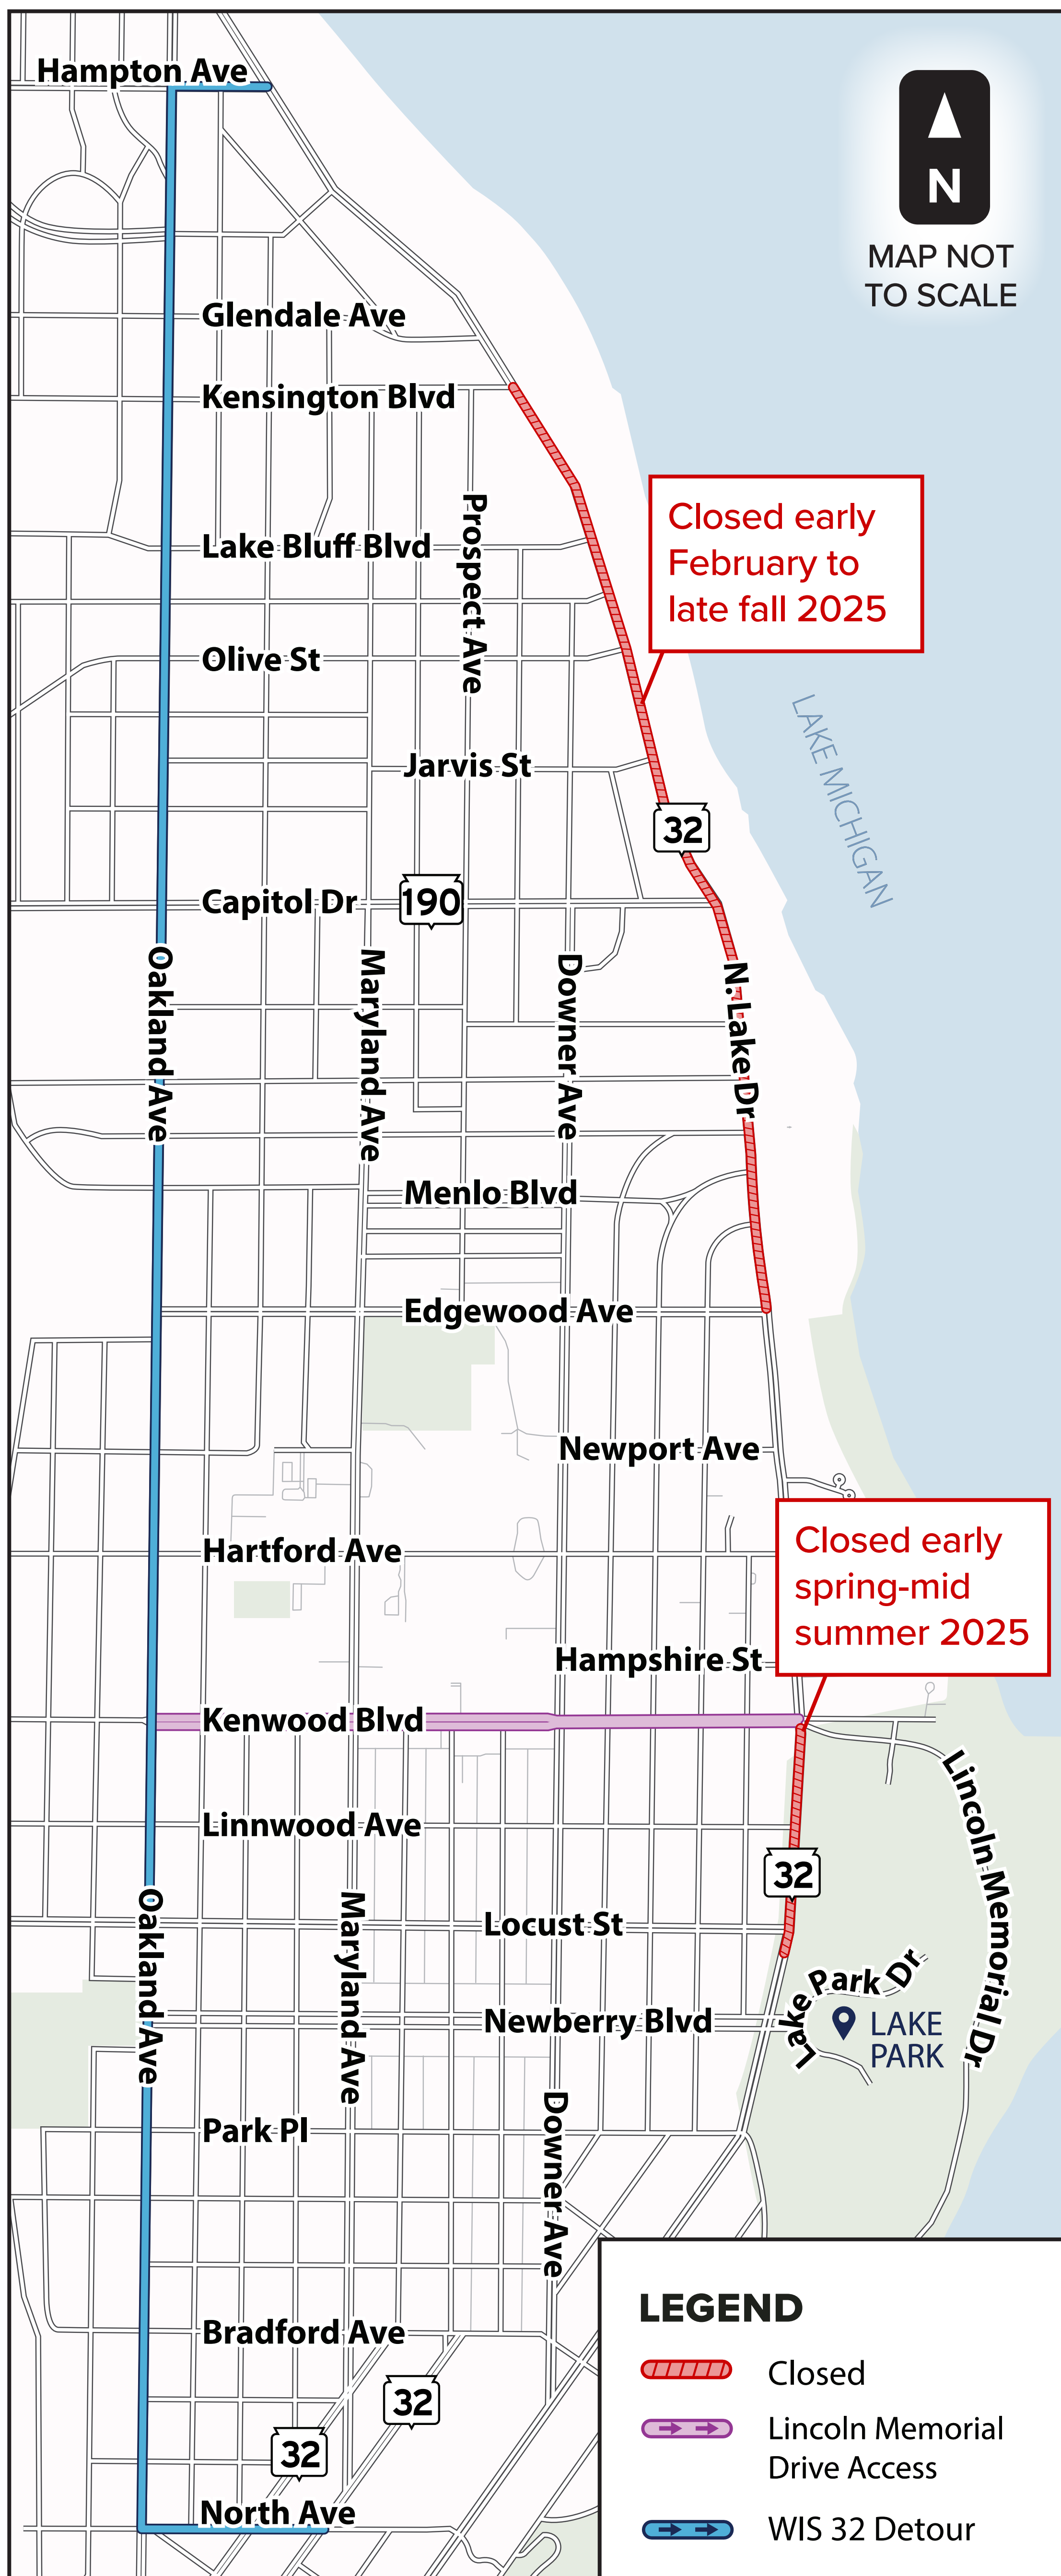 Hampton Ave
N
MAP NOT
TO SCALE
Glendale Ave
Kensington Blvd
Prospect Ave
Closed early
February to
late fall 2025
Lake Bluff Blvd
Olive St
LAKE MICHIGAN
Jarvis St
32
Capitol Dr
190
Oakland Ave
Maryland Ave
Downer Ave
N. Lake Dr
Menlo Blvd
Edgewood Ave
Newport Ave
Closed early
spring-mid
summer 2025
Hartford Ave
Hampshire St
Kenwood Blvd
Lincoln Memorial Dr
Linnwood Ave
32
Oakland Ave
Maryland Ave
Locust St
Lake Park Dr
Newberry Blvd
LAKE
PARK
Downer Ave
Park Pl
Bradford Ave
32
32
North Ave
LEGEND
Closed
Lincoln Memorial
Drive Access
WIS 32 Detour